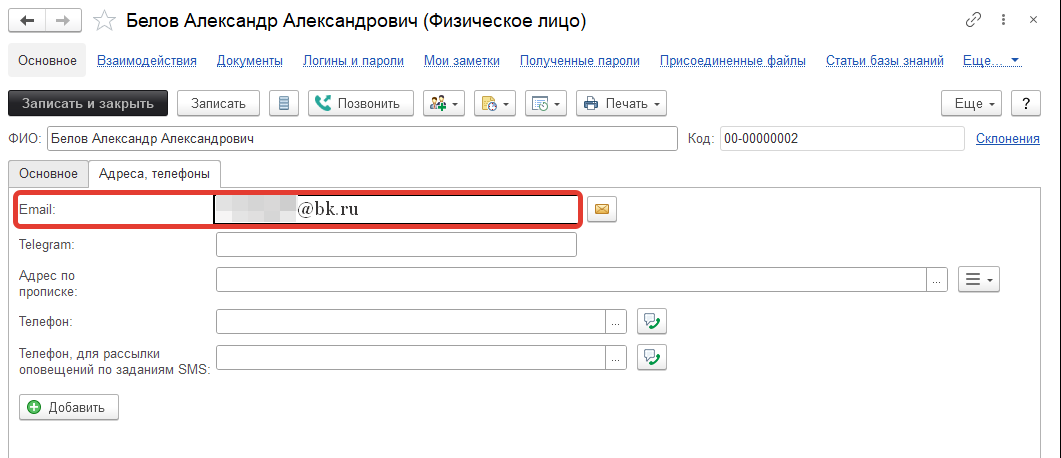 Белов Александр Александрович (Физическое лицо)
Основное Взаимодействия Документы Логины и пароли Мои заметки Полученные пароли Присоединенные файлы Статьи базы знаний Еще...
Записать и закрыть Записать Позвонить Печать Еще ?
ФИО: Белов Александр Александрович Код: 00-00000002 Склонения
Основное Адреса, телефоны
Email: @bk.ru
Telegram:
Адрес по
прописке:
...
Телефон: ...
Телефон, для рассылки
оповещений по заданиям SMS: ...
Добавить